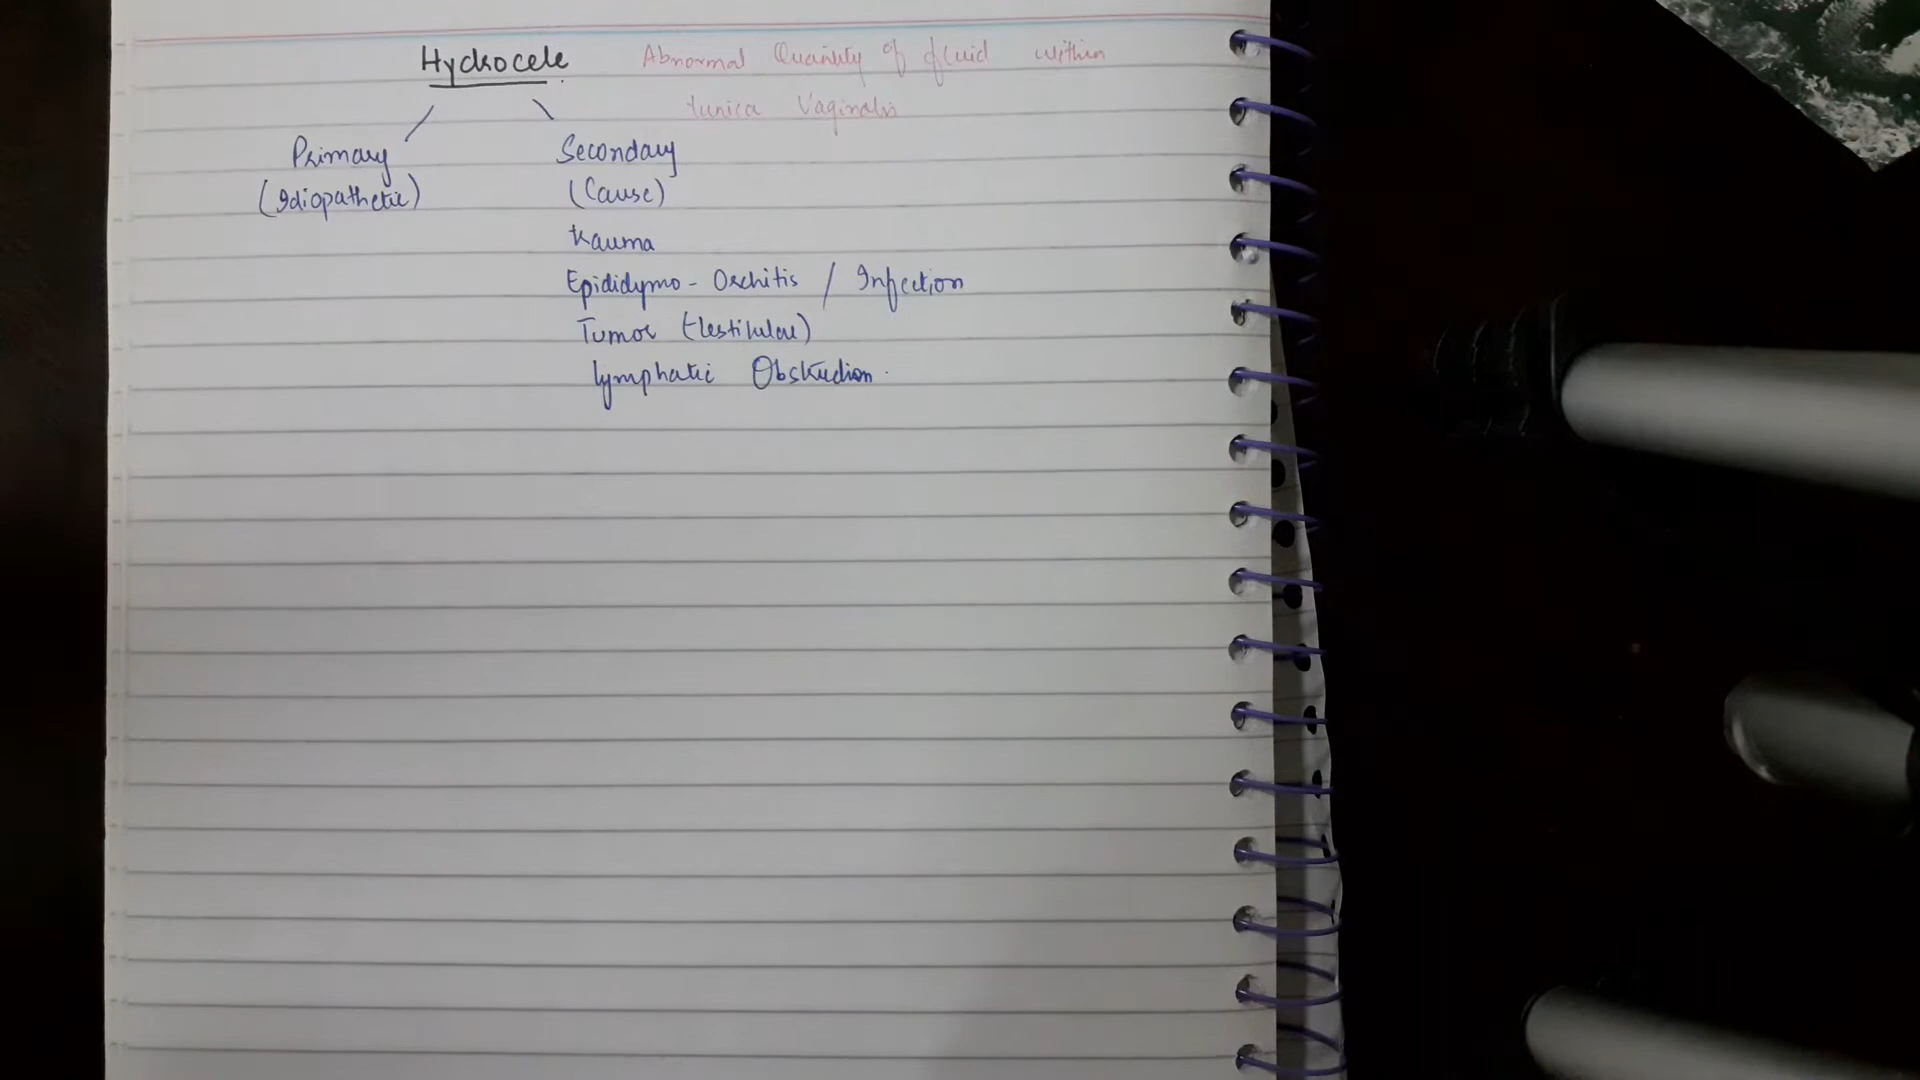 Hydrocele Abnormal Quantity of fluid within
tunica Vaginalis
Primary Secondary
(Idiopathetic) (Cause)
trauma
Epididymo - Orchitis / Infection
Tumor (testicular)
lymphatic Obstruction.